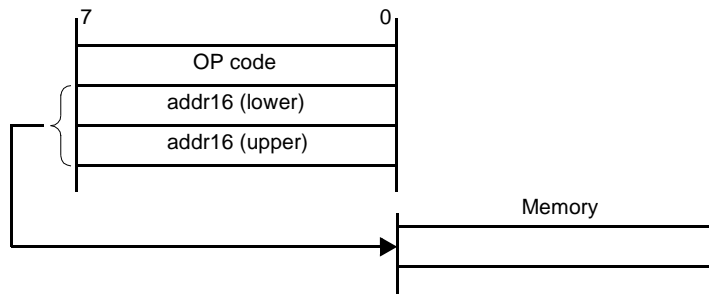 7 0
OP code
addr16 (lower)
addr16 (upper)
Memory